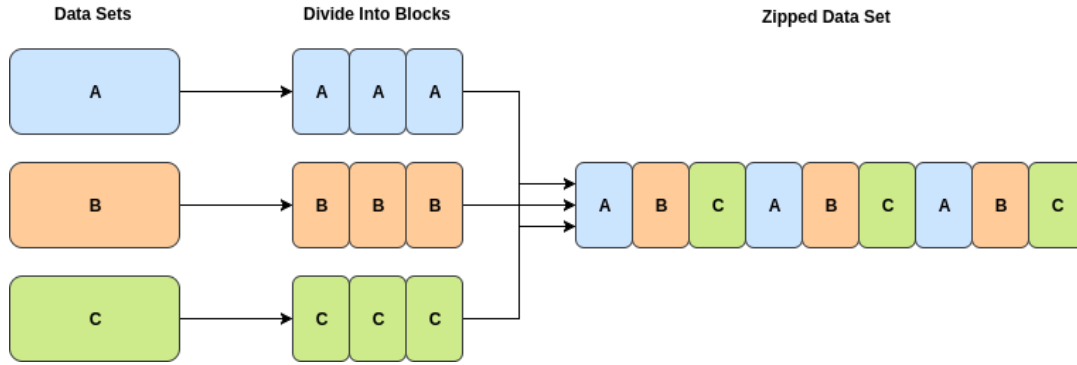 Data Sets
Divide Into Blocks
Zipped Data Set
A
A A A
B
B B B
A B C A B C A B C
C
C C C